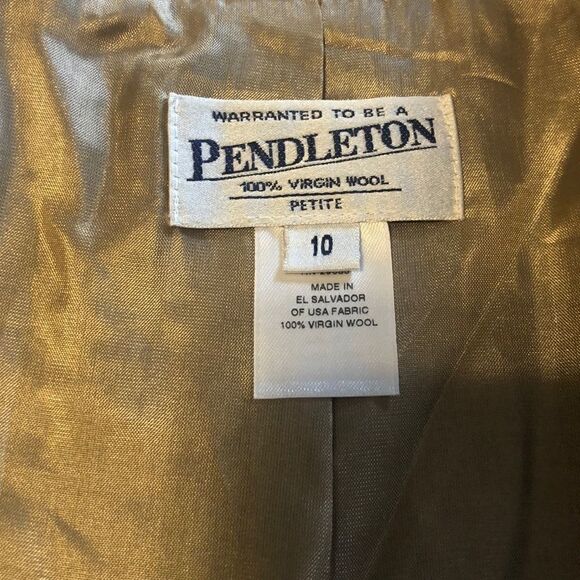 WARRANTED TO BE A
PENDLETON
100% VIRGIN WOOL
PETITE
10
MADE IN
EL SALVADOR
OF USA FABRIC
100% VIRGIN WOOL